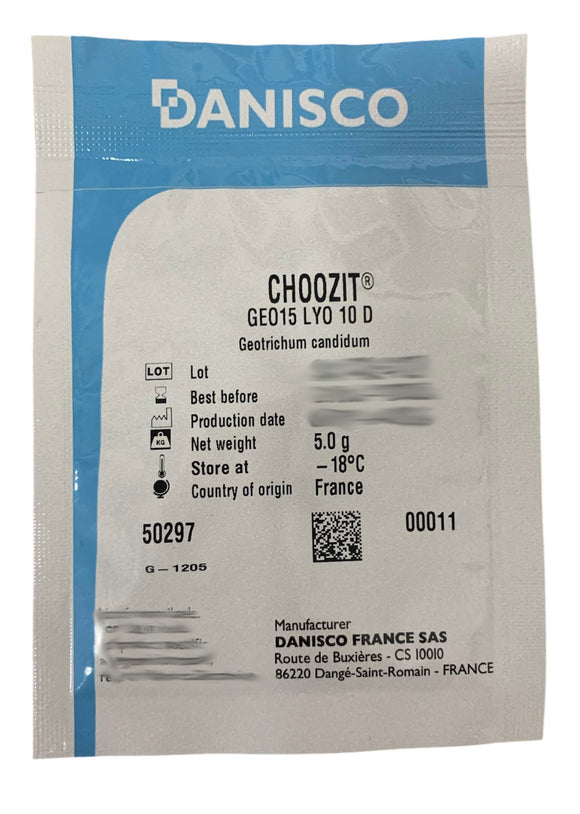 DANISCO
CHOOZIT®
GEO15 LYO 10 D
Geotrichum candidum
LOT Lot
Best before
Production date
KG Net weight 5.0 g
Store at –18°C
Country of origin France
50297 00011
G – 1205
Manufacturer
DANISCO FRANCE SAS
Route de Buxières - CS 10010
86220 Dangé-Saint-Romain - FRANCE